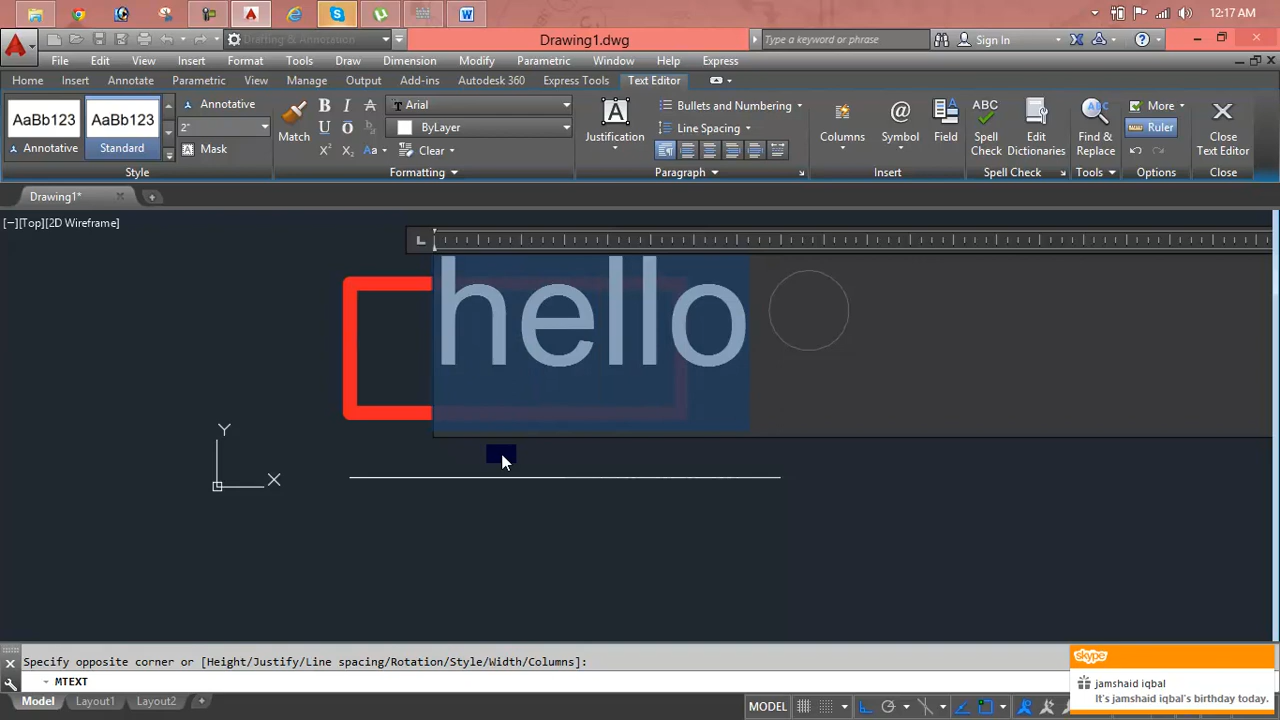 12:17 AM
Drafting & Annotation
Drawing1.dwg
Type a keyword or phrase
Sign In
File Edit View Insert Format Tools Draw Dimension Modify Parametric Window Help Express
Home Insert Annotate Parametric View Manage Output Add-ins Autodesk 360 Express Tools Text Editor
AaBb123 AaBb123 Annotative
Arial
Bullets and Numbering
More
2"
ByLayer
Line Spacing
Ruler
Annotative Standard
Mask
Match
Clear
Justification
Columns Symbol Field
Spell Check
Edit Dictionaries
Find & Replace
Close Text Editor
Style Formatting Paragraph Insert Spell Check Tools Options Close
Drawing1*
[−][Top][2D Wireframe]
hello
Y
X
Specify opposite corner or [Height/Justify/Line spacing/Rotation/Style/Width/Columns]:
MTEXT
skype
jamshaid iqbal
It's jamshaid iqbal's birthday today.
Model Layout1 Layout2
MODEL